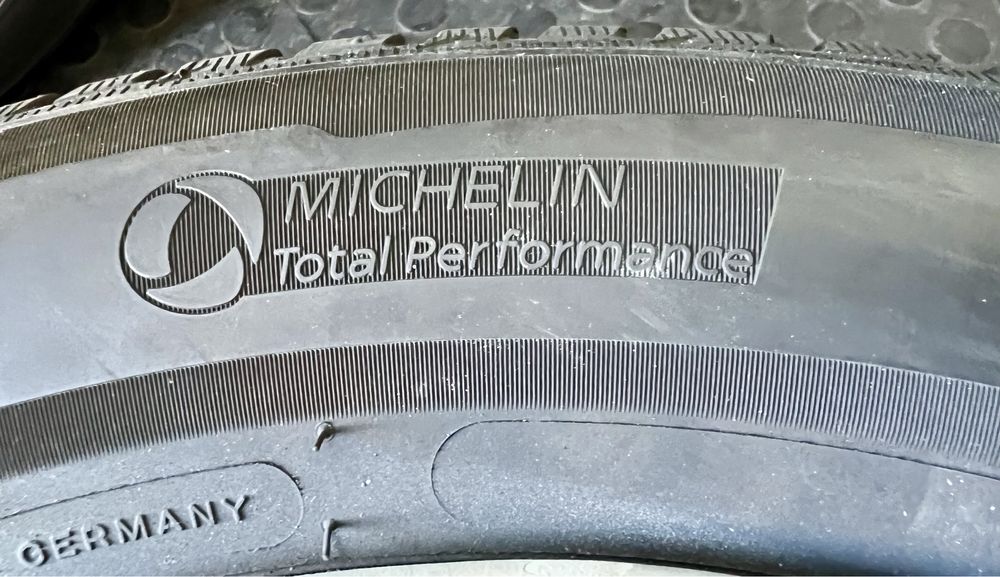 MICHELIN
Total Performance
GERMANY